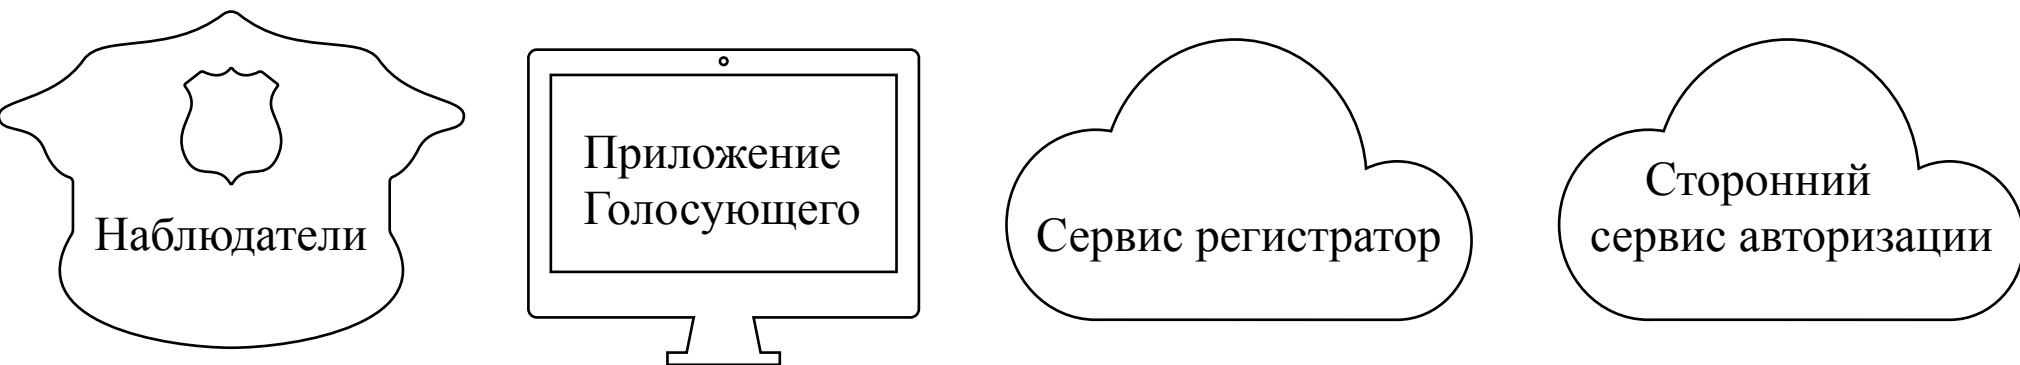 Наблюдатели
Приложение
Голосующего
Сервис регистратор
Сторонний
сервис авторизации